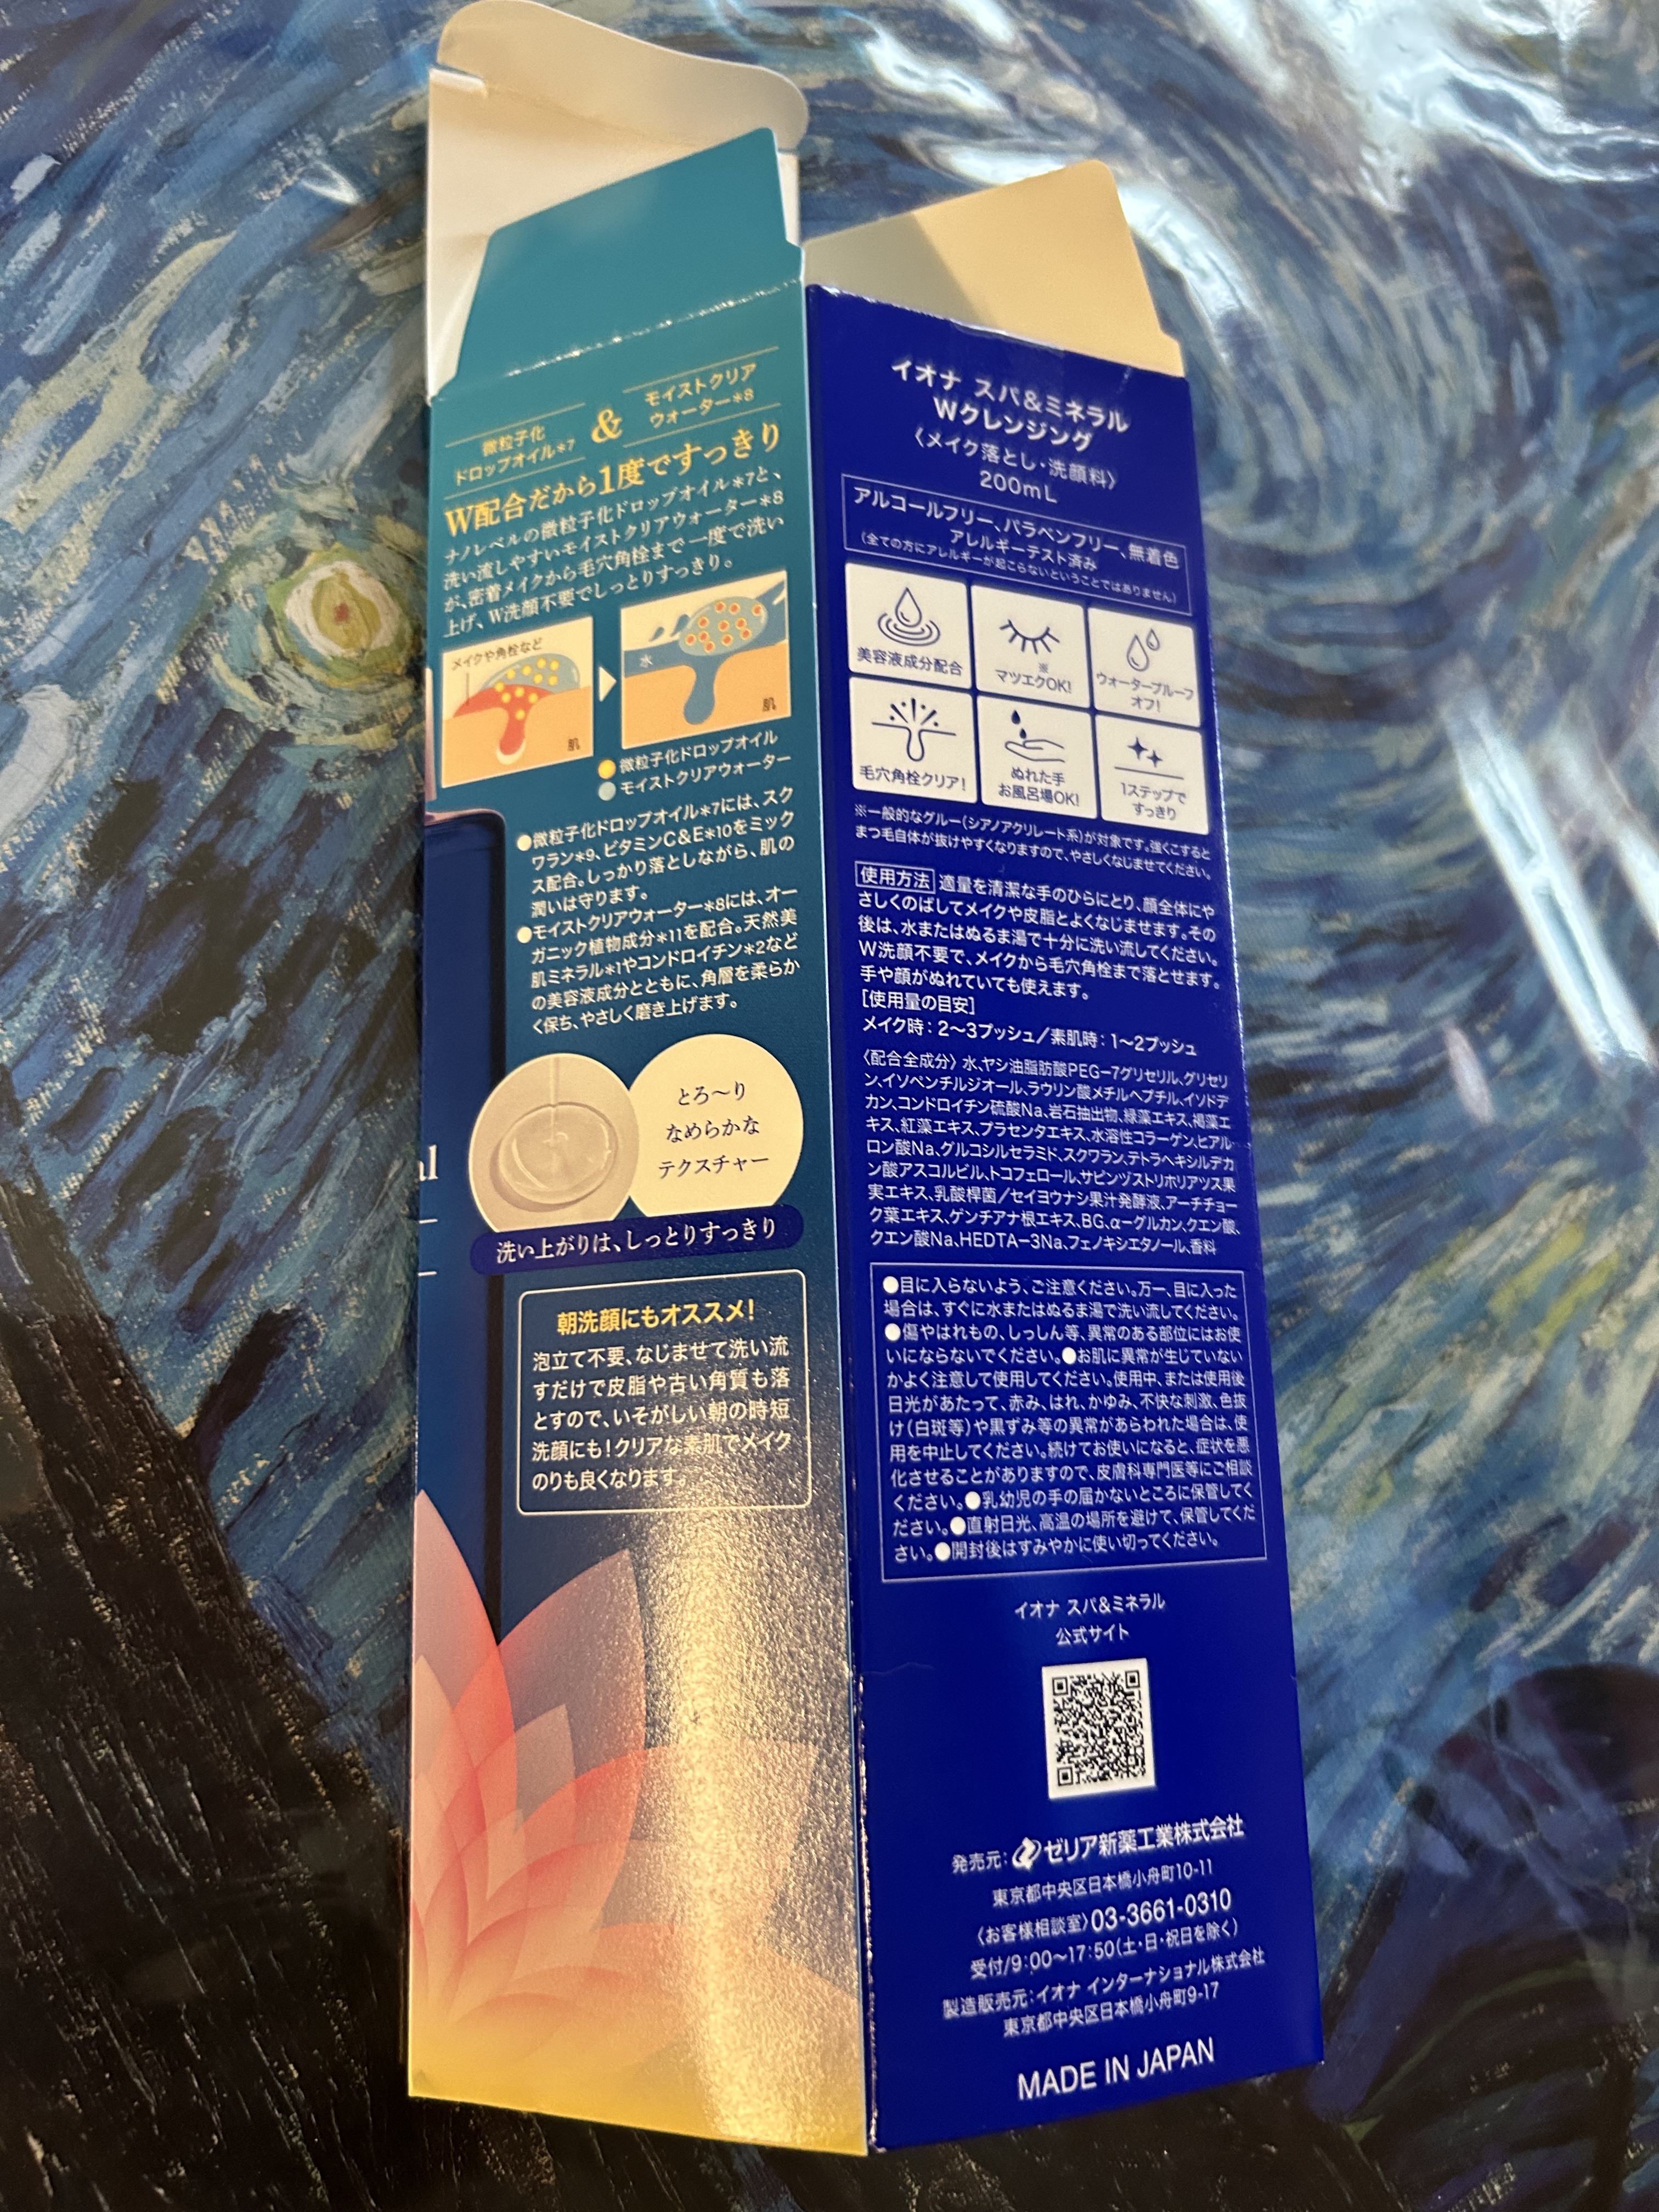 微粒子化
ドロップオイル*7
&
モイストクリア
ウォーター*8
W配合だから1度ですっきり
ナノレベルの微粒子化ドロップオイル*7と、
洗い流しやすいモイストクリアウォーター*8
が、密着メイクから毛穴角栓まで一度で洗い
上げ、W洗顔不要でしっとりすっきり。
メイクや角栓など
肌
水
肌
微粒子化ドロップオイル
モイストクリアウォーター
●微粒子化ドロップオイル*7には、スク
ワラン*9、ビタミンC&E*10をミック
ス配合。しっかり落としながら、肌の
潤いは守ります。
●モイストクリアウォーター*8には、オー
ガニック植物成分*11を配合。天然美
肌ミネラル*1やコンドロイチン*2など
の美容液成分とともに、角層を柔らか
く保ち、やさしく磨き上げます。
とろ〜り
なめらかな
テクスチャー
al
洗い上がりは、しっとりすっきり
朝洗顔にもオススメ!
泡立て不要、なじませて洗い流
すだけで皮脂や古い角質も落
とすので、いそがしい朝の時短
洗顔にも!クリアな素肌でメイク
のりも良くなります。
イオナ スパ&ミネラル
Wクレンジング
〈メイク落とし・洗顔料〉
200mL
アルコールフリー、パラベンフリー、無着色
アレルギーテスト済み
(全ての方にアレルギーが起こらないということではありません)
美容液成分配合
※
マツエクOK!
ウォータープルーフ
オフ!
毛穴角栓クリア!
ぬれた手
お風呂場OK!
1ステップで
すっきり
※一般的なグルー(シアノアクリレート系)が対象です。強くこすると
まつ毛自体が抜けやすくなりますので、やさしくなじませてください。
使用方法 適量を清潔な手のひらにとり、顔全体にや
さしくのばしてメイクや皮脂とよくなじませます。その
後は、水またはぬるま湯で十分に洗い流してください。
W洗顔不要で、メイクから毛穴角栓まで落とせます。
手や顔がぬれていても使えます。
[使用量の目安]
メイク時:2〜3プッシュ/素肌時:1〜2プッシュ
〈配合全成分〉水、ヤシ油脂肪酸PEG-7グリセリル、グリセリ
ン、イソペンチルジオール、ラウリン酸メチルヘプチル、イソドデ
カン、コンドロイチン硫酸Na、岩石抽出物、緑藻エキス、褐藻エ
キス、紅藻エキス、プラセンタエキス、水溶性コラーゲン、ヒアル
ロン酸Na、グルコシルセラミド、スクワラン、テトラヘキシルデカ
ン酸アスコルビル、トコフェロール、サピンヅストリホリアツス果
実エキス、乳酸桿菌/セイヨウナシ果汁発酵液、アーチチョー
ク葉エキス、ゲンチアナ根エキス、BG、α-グルカン、クエン酸、
クエン酸Na、HEDTA-3Na、フェノキシエタノール、香料
●目に入らないよう、ご注意ください。万一、目に入った
場合は、すぐに水またはぬるま湯で洗い流してください。
●傷やはれもの、しっしん等、異常のある部位にはお使
いにならないでください。●お肌に異常が生じていない
かよく注意して使用してください。使用中、または使用後
日光があたって、赤み、はれ、かゆみ、不快な刺激、色抜
け(白斑等)や黒ずみ等の異常があらわれた場合は、使
用を中止してください。続けてお使いになると、症状を悪
化させることがありますので、皮膚科専門医等にご相談
ください。●乳幼児の手の届かないところに保管してく
ださい。●直射日光、高温の場所を避けて、保管してくだ
さい。●開封後はすみやかに使い切ってください。
イオナ スパ&ミネラル
公式サイト
発売元:ゼリア新薬工業株式会社
東京都中央区日本橋小舟町10-11
〈お客様相談室〉03-3661-0310
受付/9:00〜17:50(土・日・祝日を除く)
製造販売元:イオナ インターナショナル株式会社
東京都中央区日本橋小舟町9-17
MADE IN JAPAN